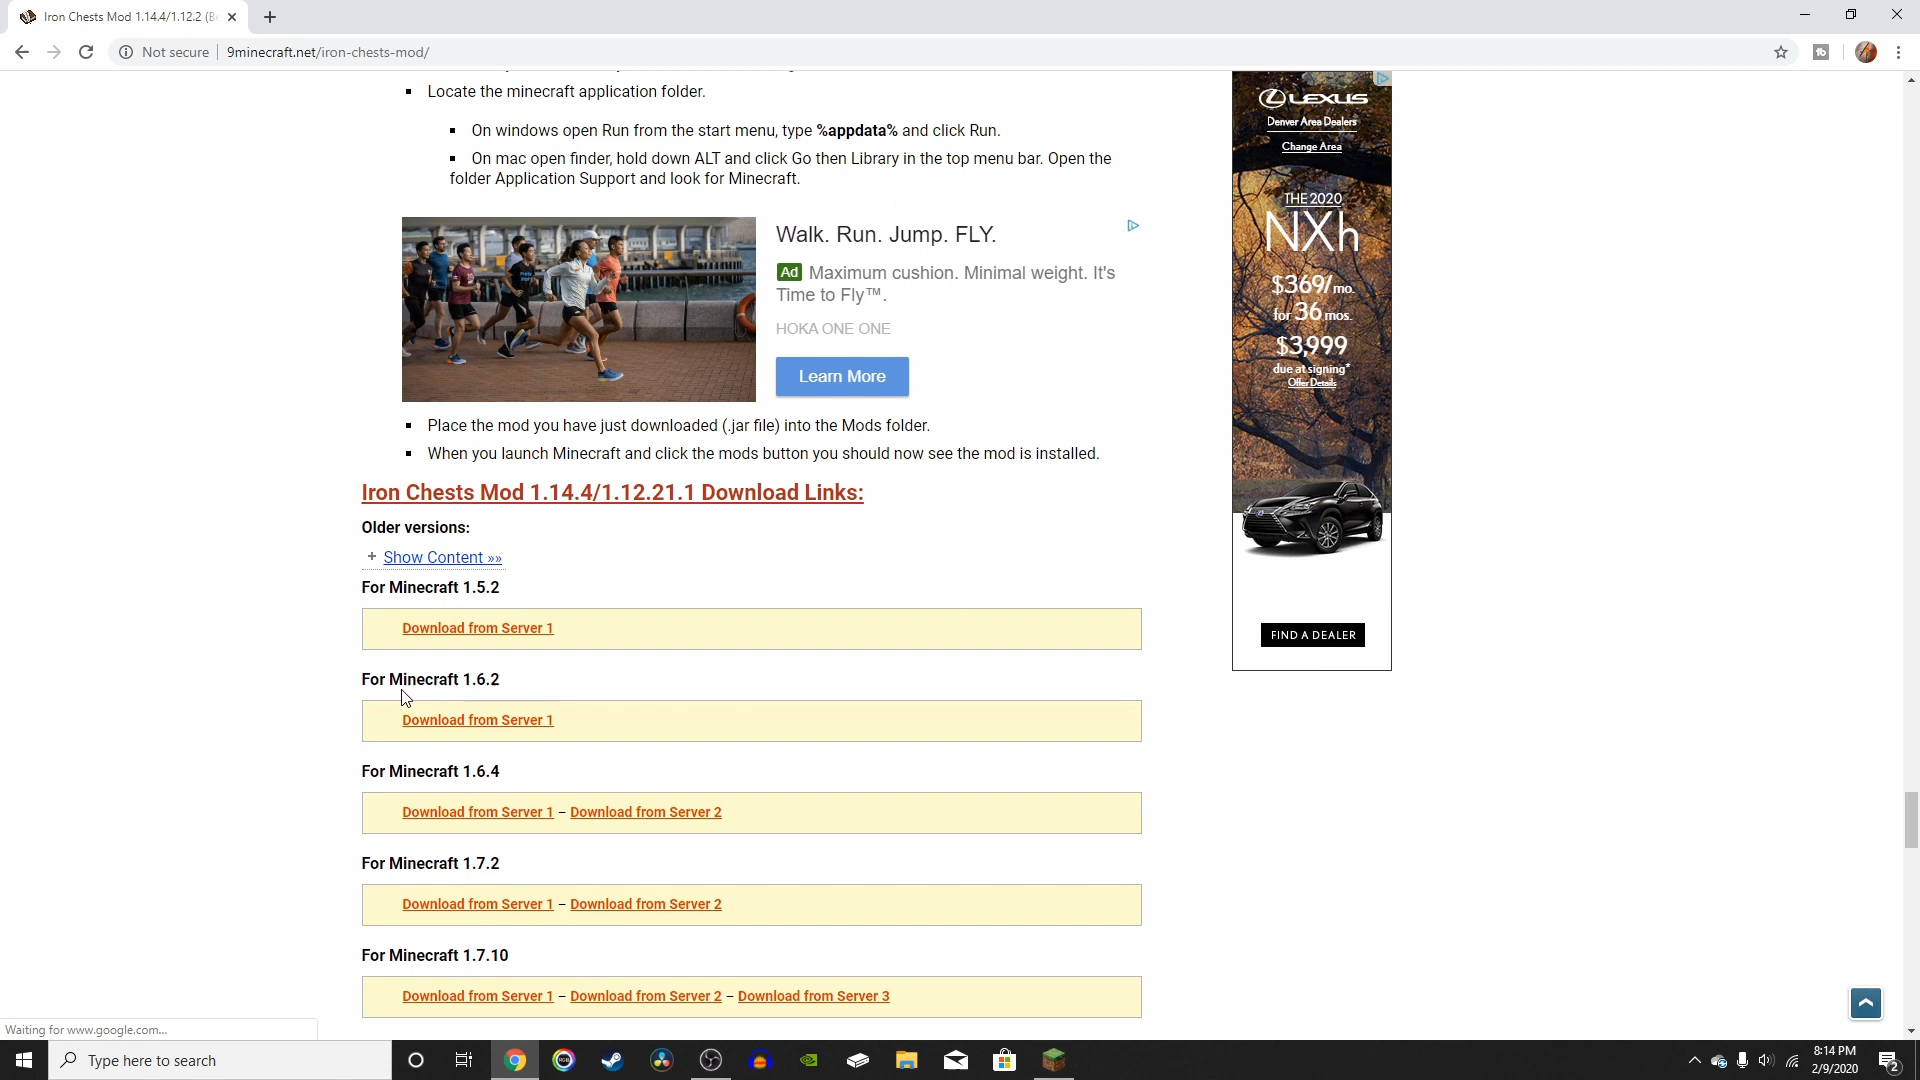 Iron Chests Mod 1.14.4/1.12.2 (B
Not secure
9minecraft.net/iron-chests-mod/
Locate the minecraft application folder.
On windows open Run from the start menu, type %appdata% and click Run.
On mac open finder, hold down ALT and click Go then Library in the top menu bar. Open the
folder Application Support and look for Minecraft.
Walk. Run. Jump. FLY.
Ad Maximum cushion. Minimal weight. It's
Time to Fly™.
HOKA ONE ONE
Learn More
Place the mod you have just downloaded (.jar file) into the Mods folder.
When you launch Minecraft and click the mods button you should now see the mod is installed.
Iron Chests Mod 1.14.4/1.12.21.1 Download Links:
Older versions:
+ Show Content »»
For Minecraft 1.5.2
Download from Server 1
For Minecraft 1.6.2
Download from Server 1
For Minecraft 1.6.4
Download from Server 1 – Download from Server 2
For Minecraft 1.7.2
Download from Server 1 – Download from Server 2
For Minecraft 1.7.10
Download from Server 1 – Download from Server 2 – Download from Server 3
LEXUS
Denver Area Dealers
Change Area
THE 2020
NXh
$369/mo.
for 36 mos.
$3,999
due at signing*
Offer Details
FIND A DEALER
Waiting for www.google.com...
Type here to search
8:14 PM
2/9/2020
2